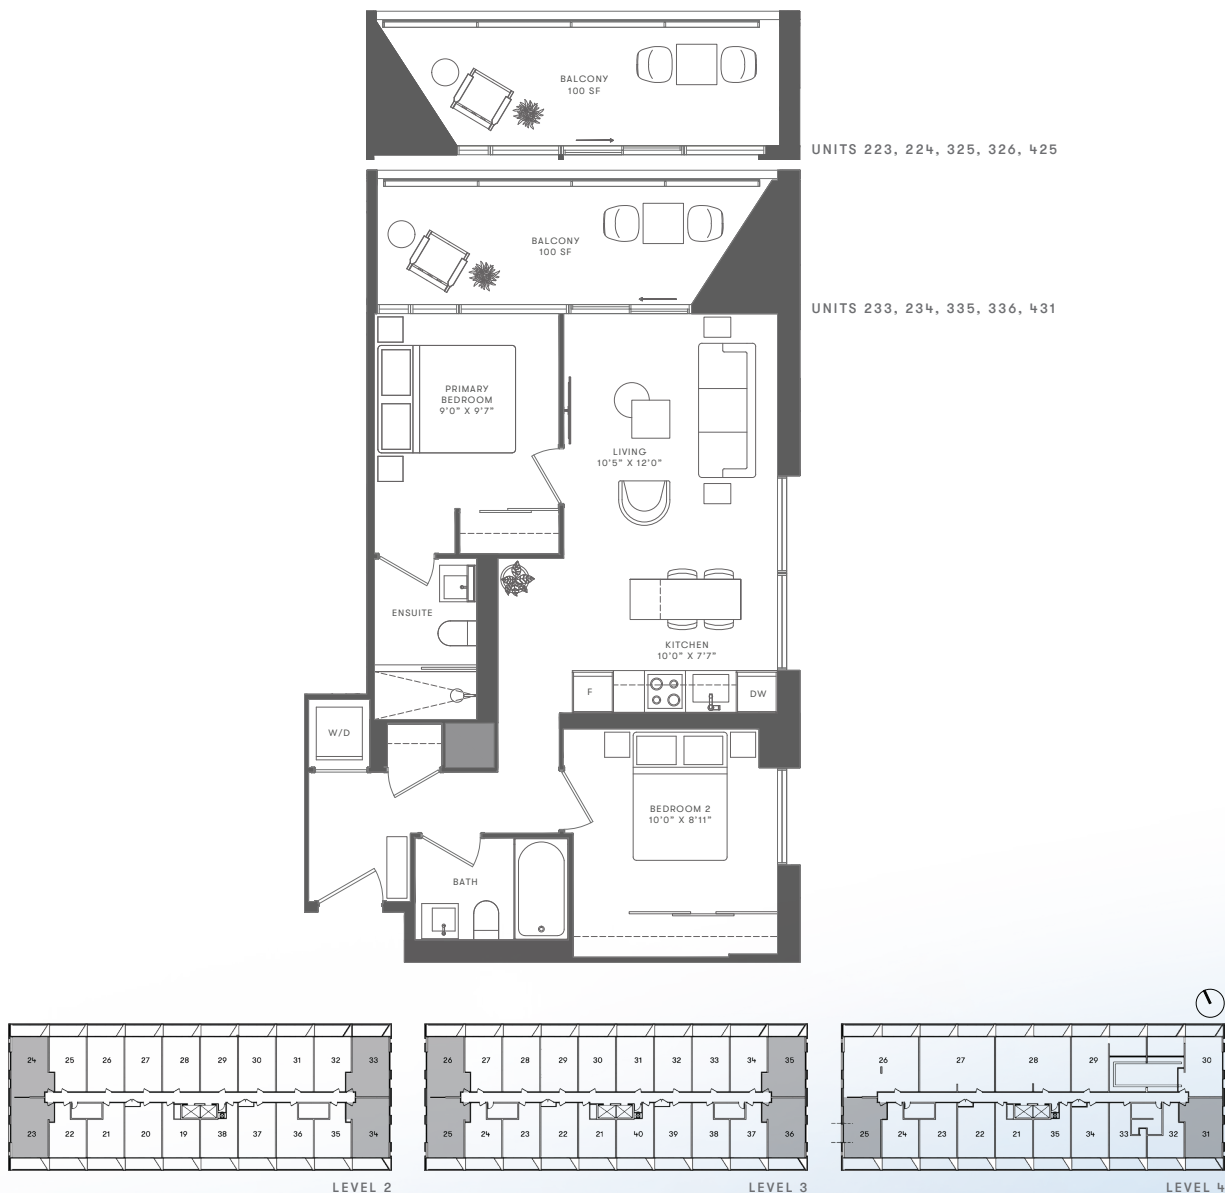 BALCONY
100 SF
UNITS 223, 224, 325, 326, 425
BALCONY
100 SF
UNITS 233, 234, 335, 336, 431
PRIMARY
BEDROOM
9'0" X 9'7"
LIVING
10'5" X 12'0"
ENSUITE
KITCHEN
10'0" X 7'7"
F
DW
W/D
BEDROOM 2
10'0" X 8'11"
BATH
24 25 26 27 28 29 30 31 32 33
23 22 21 20 19 38 37 36 35 34
LEVEL 2
26 27 28 29 30 31 32 33 34 35
25 24 23 22 21 40 39 38 37 36
LEVEL 3
26 27 28 29 30
25 24 23 22 21 35 34 33 32 31
LEVEL 4